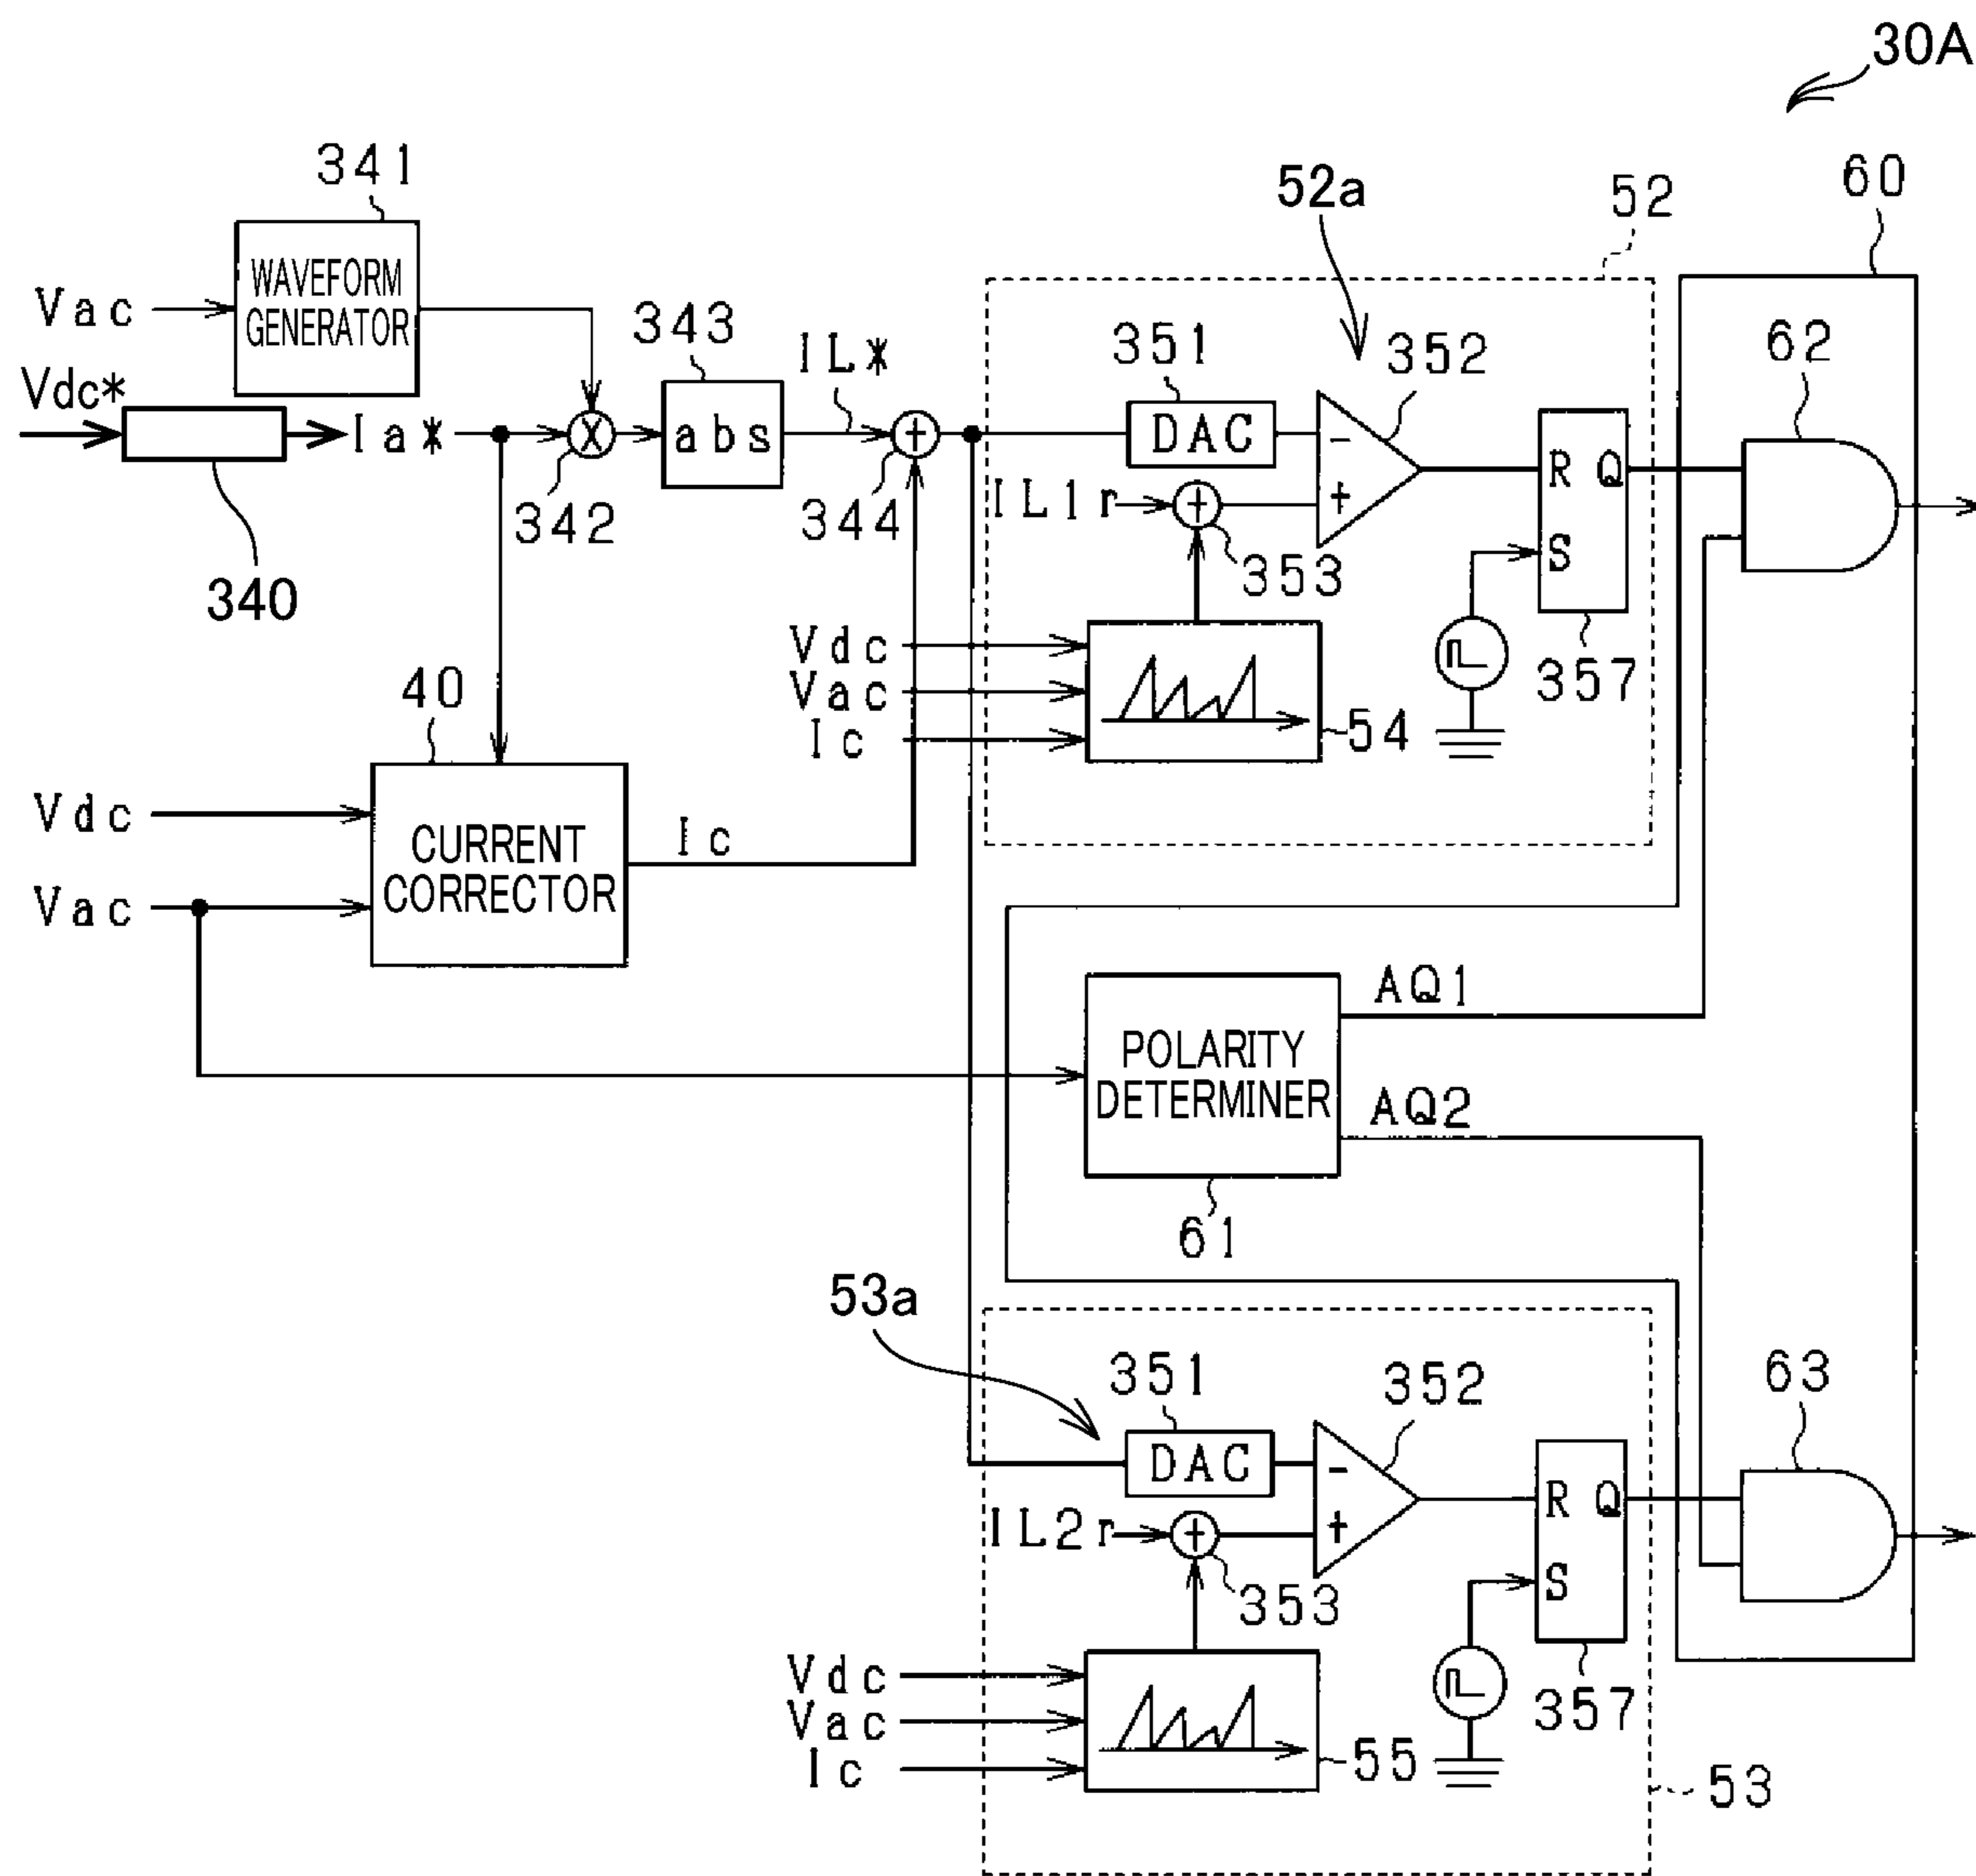 30A
341
52a
52
60
WAVEFORM
GENERATOR
Vac
343
351
352
62
IL*
Vdc*
Ia*
X
abs
+
DAC
-
R Q
342
344
IL1r
+
+
S
340
353
357
Vdc
Vac
Ic
54
40
Vdc
Vac
CURRENT
CORRECTOR
Ic
AQ1
POLARITY
DETERMINER
AQ2
61
53a
351
352
63
DAC
-
R Q
IL2r
+
+
S
353
357
Vdc
Vac
Ic
55
53